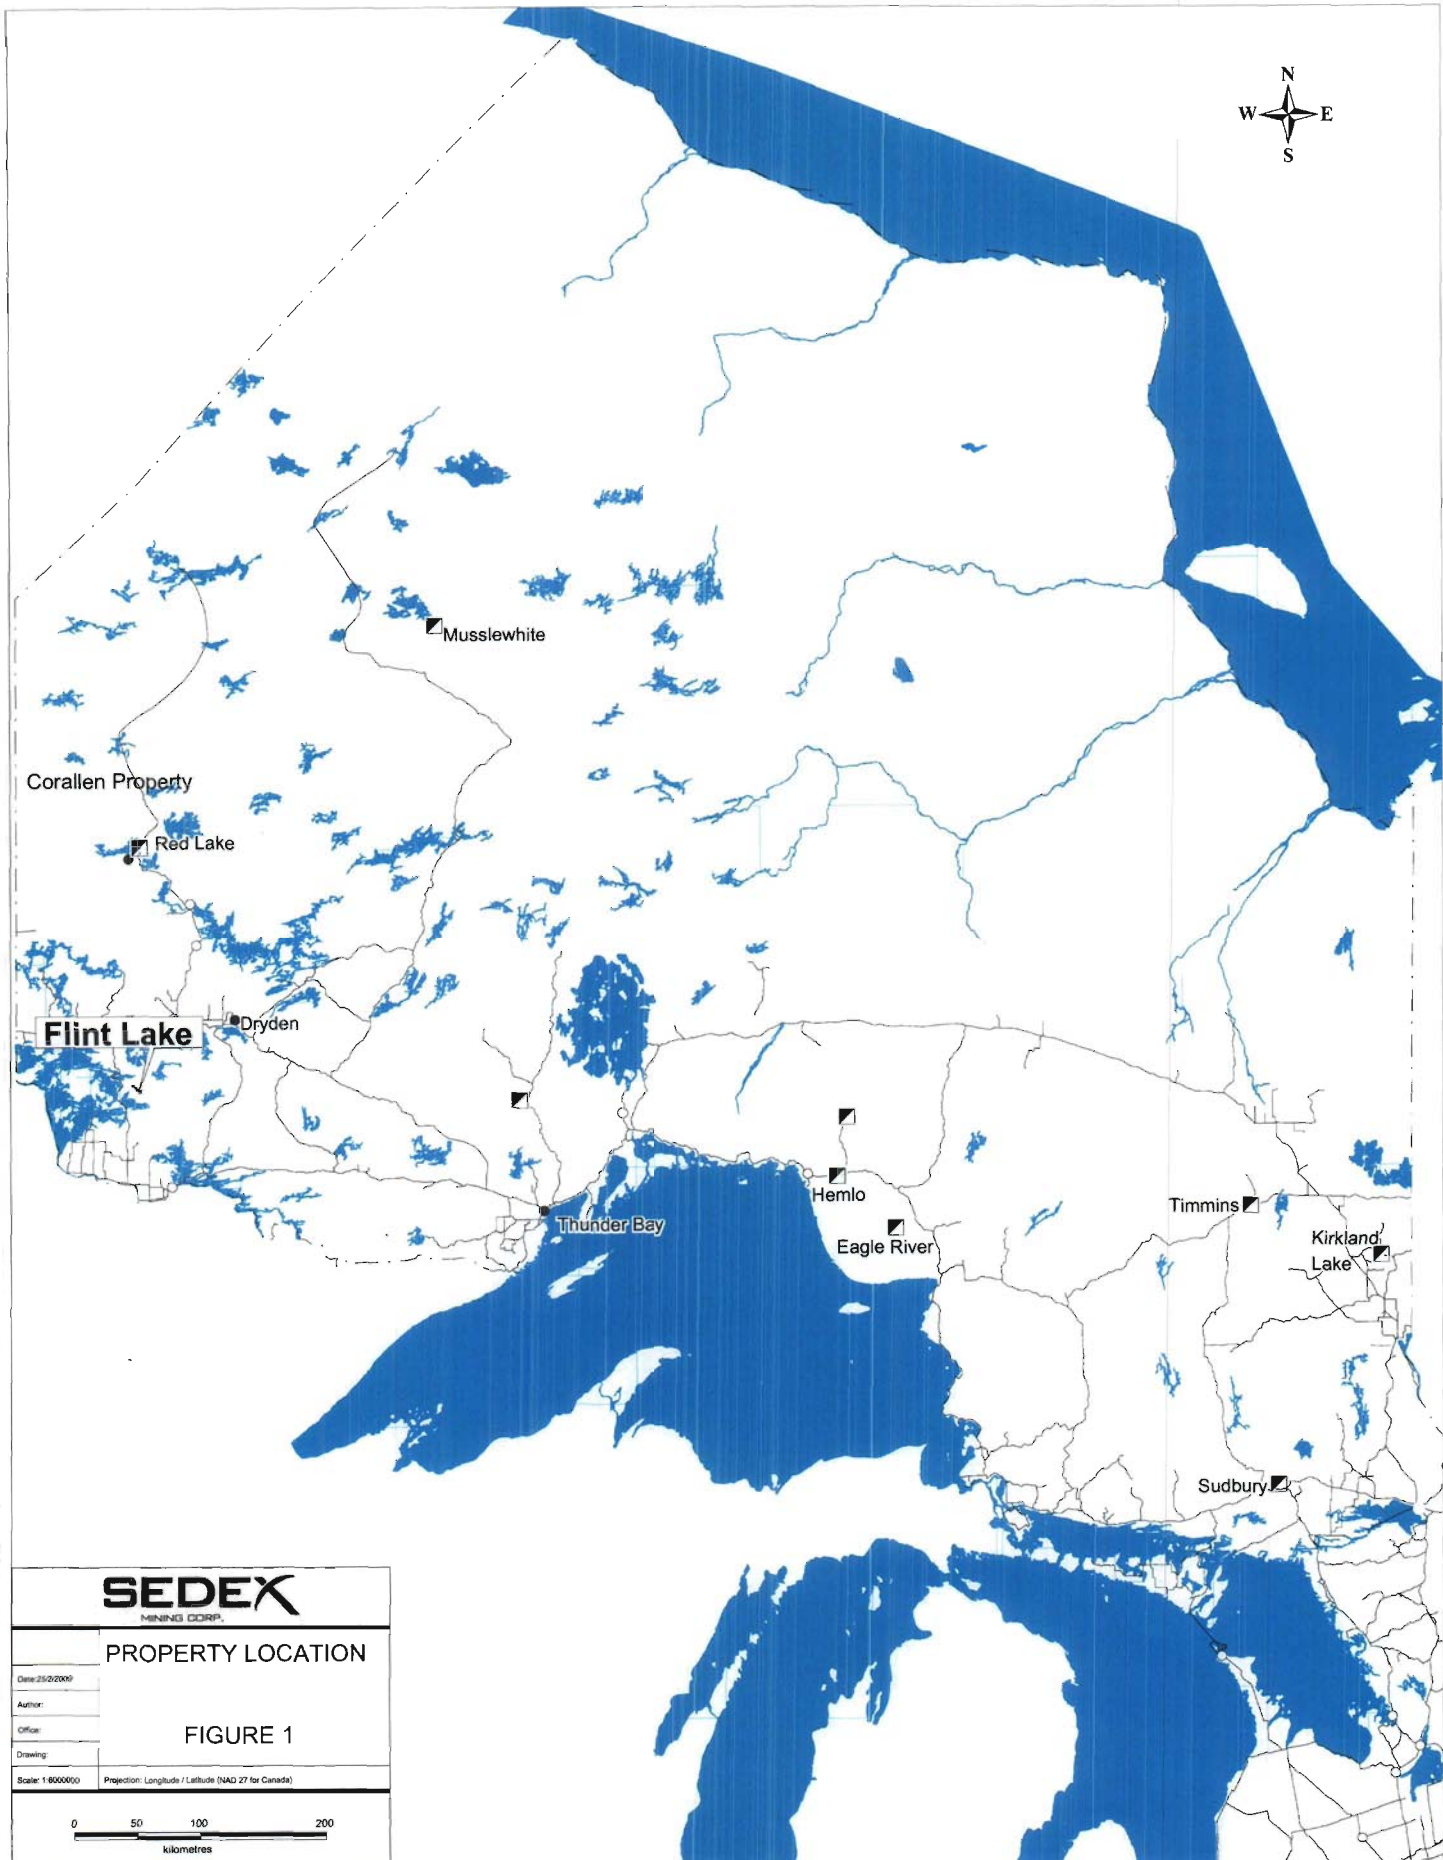 N
W E
S
Musslewhite
Corallen Property
Red Lake
Flint Lake
Dryden
Hemlo
Thunder Bay
Eagle River
Timmins
Kirkland
Lake
Sudbury
SEDEX
MINING CORP.
PROPERTY LOCATION
Date:25/2/2009
Author:
Office:
FIGURE 1
Drawing:
Scale: 1:6000000
Projection: Longitude / Latitude (NAD 27 for Canada)
0 50 100 200
kilometres